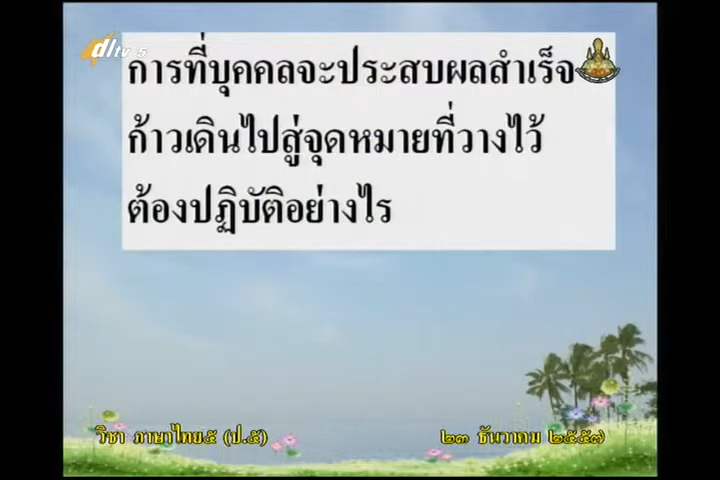 dltv 5
การที่บุคคลจะประสบผลสำเร็จ
ก้าวเดินไปสู่จุดหมายที่วางไว้
ต้องปฏิบัติอย่างไร
วิชา ภาษาไทย๕ (ป.๕)
๒๓ ธันวาคม ๒๕๕๗